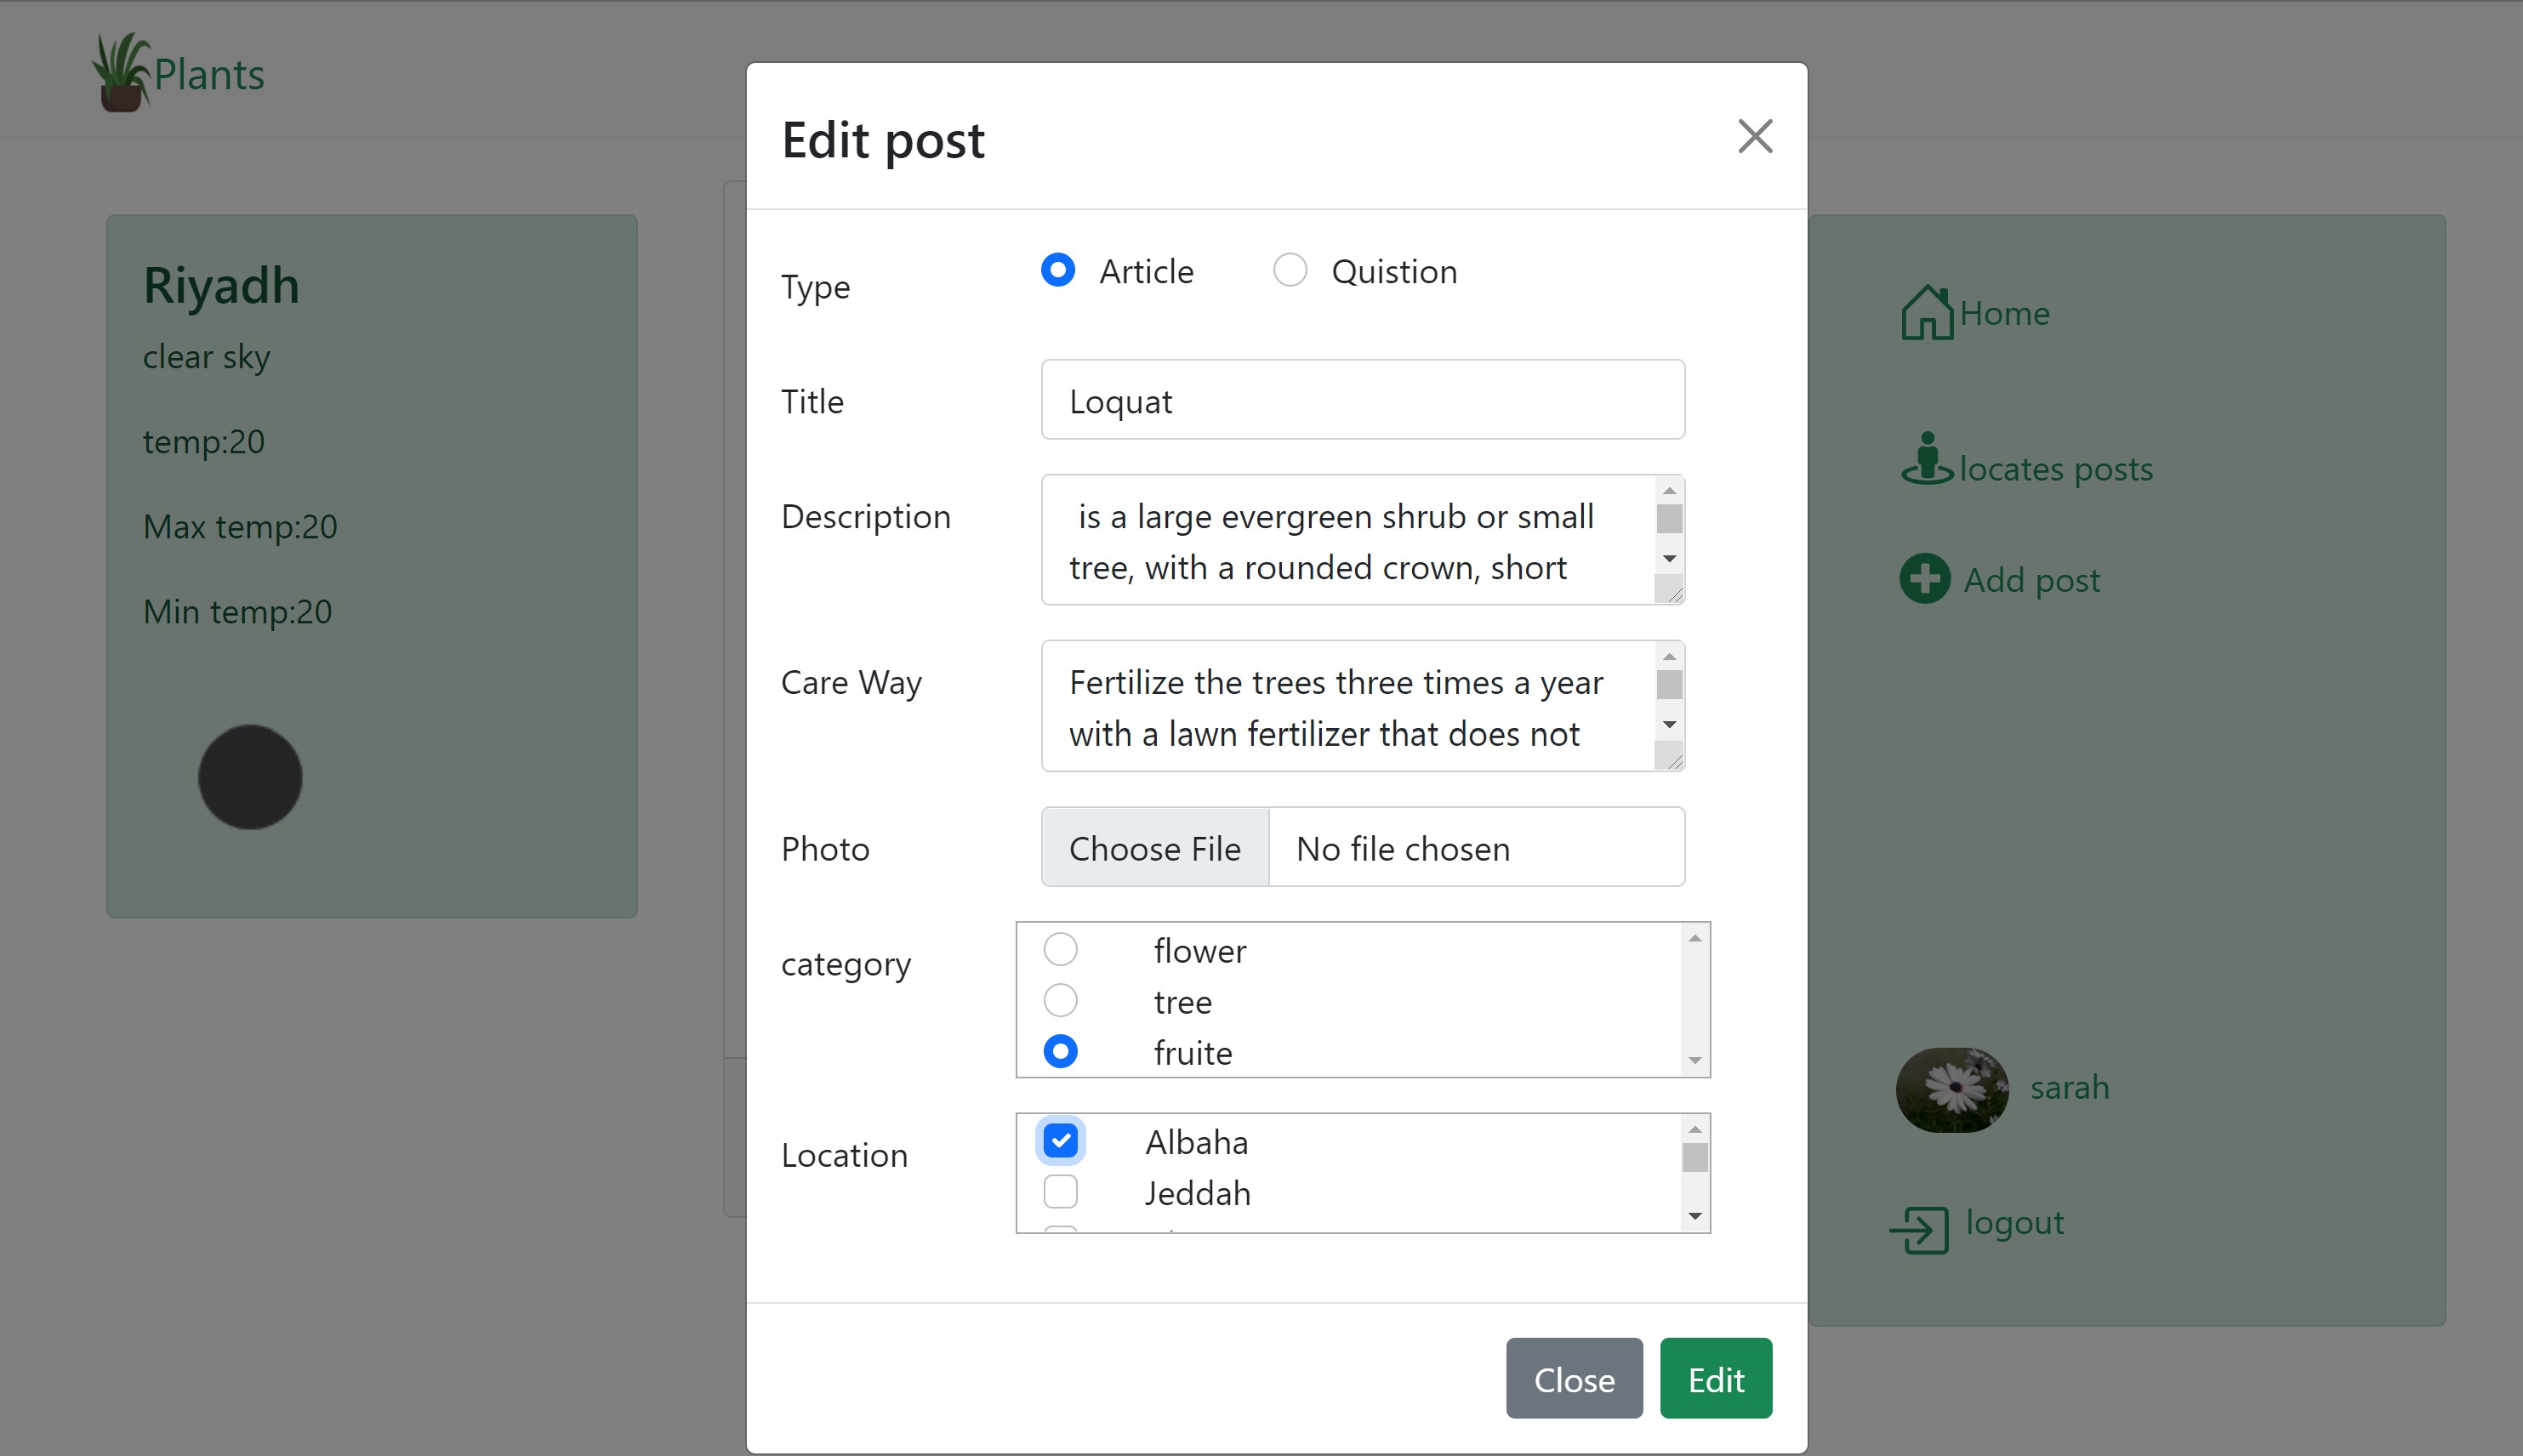 Plants
Riyadh
clear sky
temp:20
Max temp:20
Min temp:20
Edit post
Type
Article
Quistion
Title
Loquat
Description
is a large evergreen shrub or small
tree, with a rounded crown, short
Care Way
Fertilize the trees three times a year
with a lawn fertilizer that does not
Photo
Choose File
No file chosen
category
flower
tree
fruite
Location
Albaha
Jeddah
Close
Edit
Home
locates posts
Add post
sarah
logout